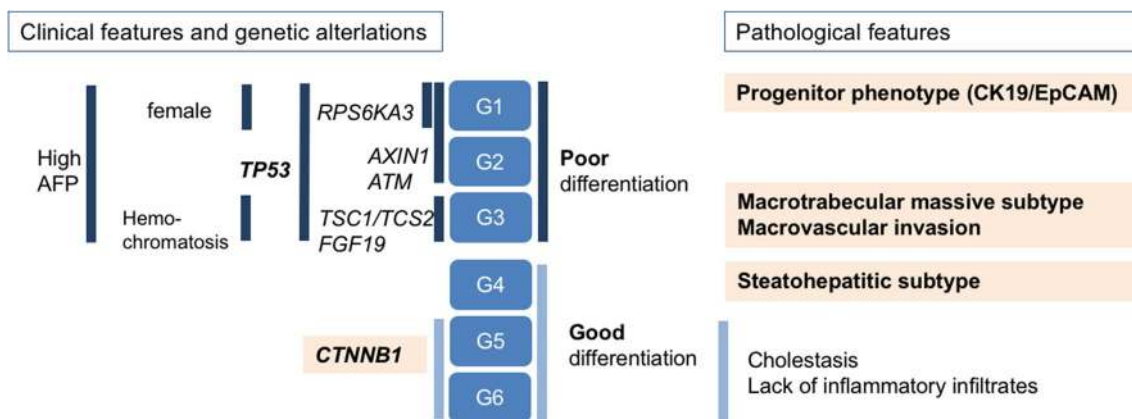 Clinical features and genetic alterlations
Pathological features
female
RPS6KA3
G1
Progenitor phenotype (CK19/EpCAM)
High
AFP
TP53
AXIN1
ATM
G2
Poor
differentiation
Hemo-
chromatosis
TSC1/TCS2
FGF19
G3
Macrotrabecular massive subtype
Macrovascular invasion
G4
Steatohepatitic subtype
CTNNB1
G5
Good
differentiation
G6
Cholestasis
Lack of inflammatory infiltrates